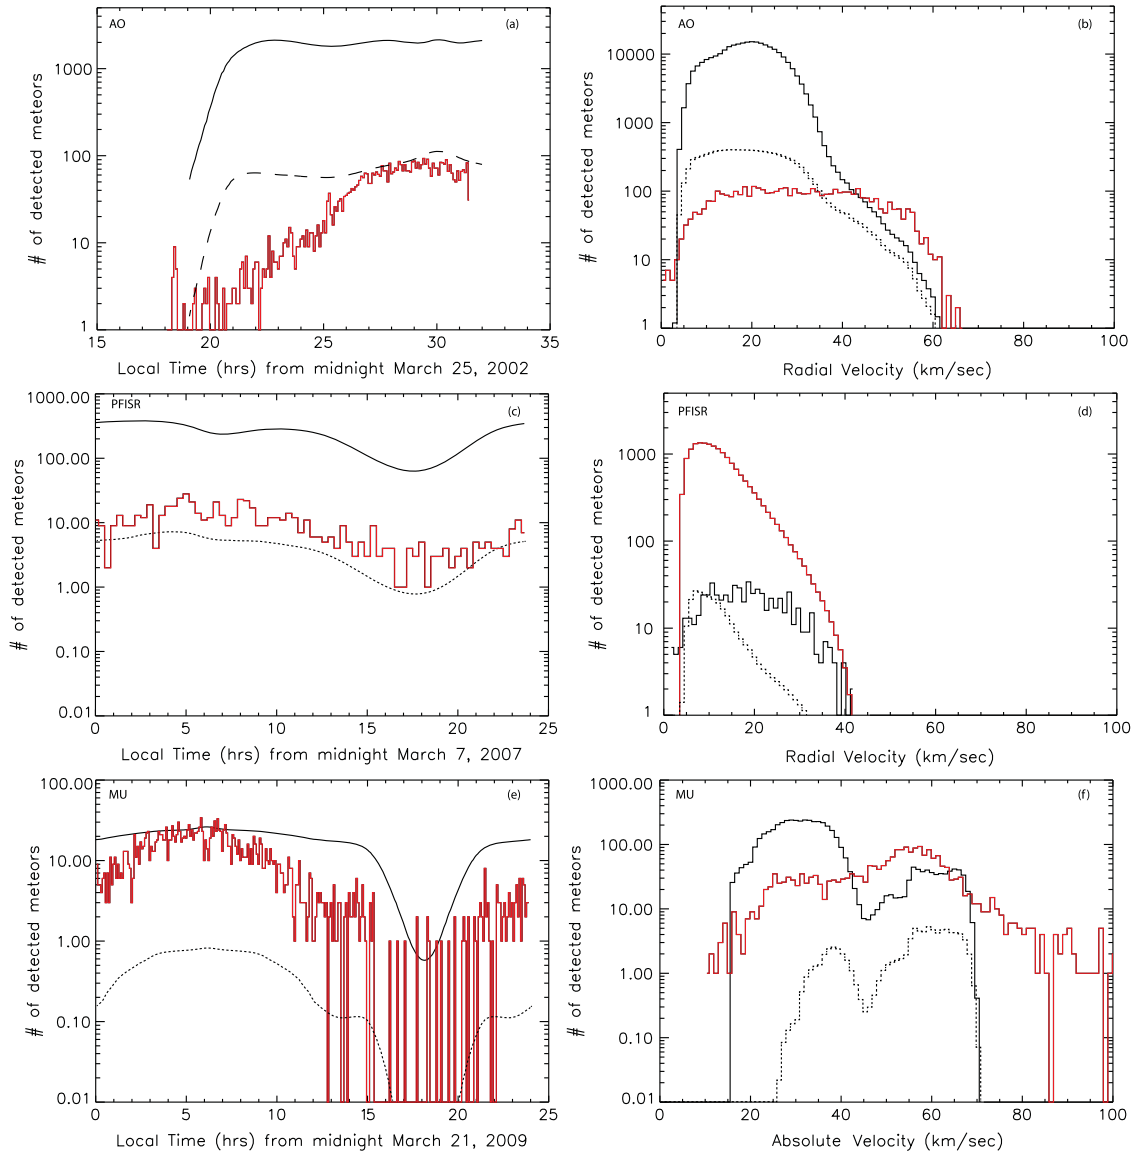 AO
(a)
1000
100
10
1
# of detected meteors
15
20
25
30
35
Local Time (hrs) from midnight March 25, 2002
AO
(b)
10000
1000
100
10
1
# of detected meteors
0
20
40
60
80
100
Radial Velocity (km/sec)
PFISR
(c)
1000.00
100.00
10.00
1.00
0.10
0.01
# of detected meteors
0
5
10
15
20
25
Local Time (hrs) from midnight March 7, 2007
PFISR
(d)
1000
100
10
1
# of detected meteors
0
20
40
60
80
100
Radial Velocity (km/sec)
MU
(e)
100.00
10.00
1.00
0.10
0.01
# of detected meteors
0
5
10
15
20
25
Local Time (hrs) from midnight March 21, 2009
MU
(f)
1000.00
100.00
10.00
1.00
0.10
0.01
# of detected meteors
0
20
40
60
80
100
Absolute Velocity (km/sec)